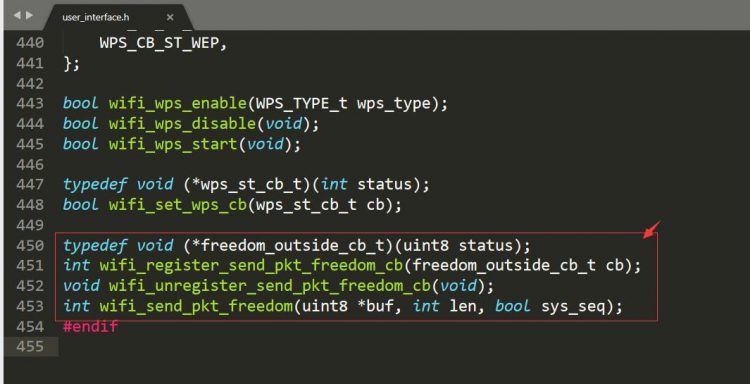 user_interface.h ×
440 WPS_CB_ST_WEP,
441 };
442
443 bool wifi_wps_enable(WPS_TYPE_t wps_type);
444 bool wifi_wps_disable(void);
445 bool wifi_wps_start(void);
446
447 typedef void (*wps_st_cb_t)(int status);
448 bool wifi_set_wps_cb(wps_st_cb_t cb);
449
450 typedef void (*freedom_outside_cb_t)(uint8 status);
451 int wifi_register_send_pkt_freedom_cb(freedom_outside_cb_t cb);
452 void wifi_unregister_send_pkt_freedom_cb(void);
453 int wifi_send_pkt_freedom(uint8 *buf, int len, bool sys_seq);
454 #endif
455